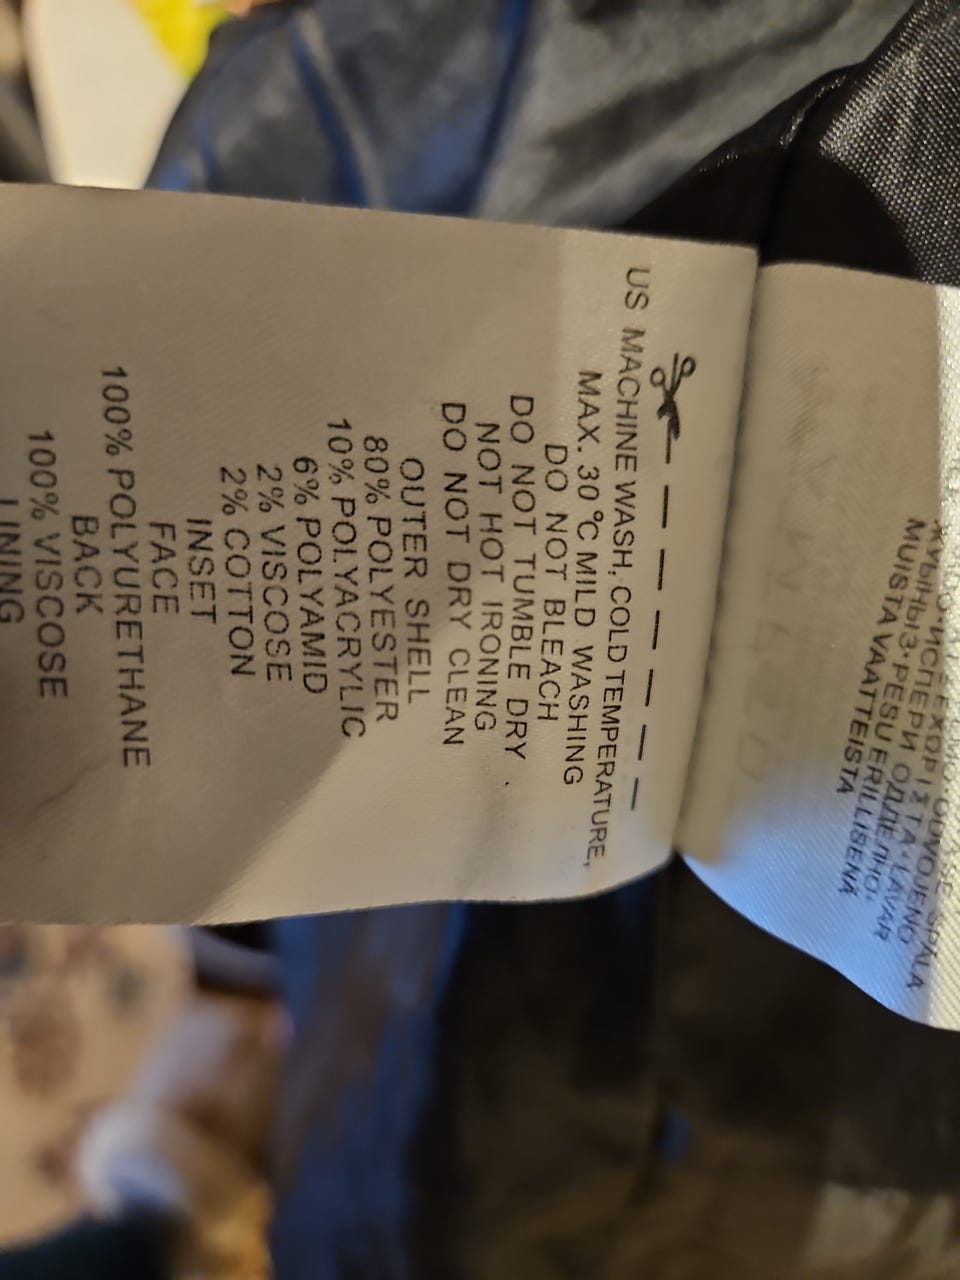 МИЊЫЗ•PESU ERILLISENÄ
MUISTA VAATTEISTA
US MACHINE WASH, COLD TEMPERATURE,
MAX. 30 °C MILD WASHING
DO NOT BLEACH
DO NOT TUMBLE DRY
NOT HOT IRONING
DO NOT DRY CLEAN
OUTER SHELL
80% POLYESTER
10% POLYACRYLIC
6% POLYAMID
2% VISCOSE
2% COTTON
INSET
FACE
100% POLYURETHANE
BACK
100% VISCOSE
LINING